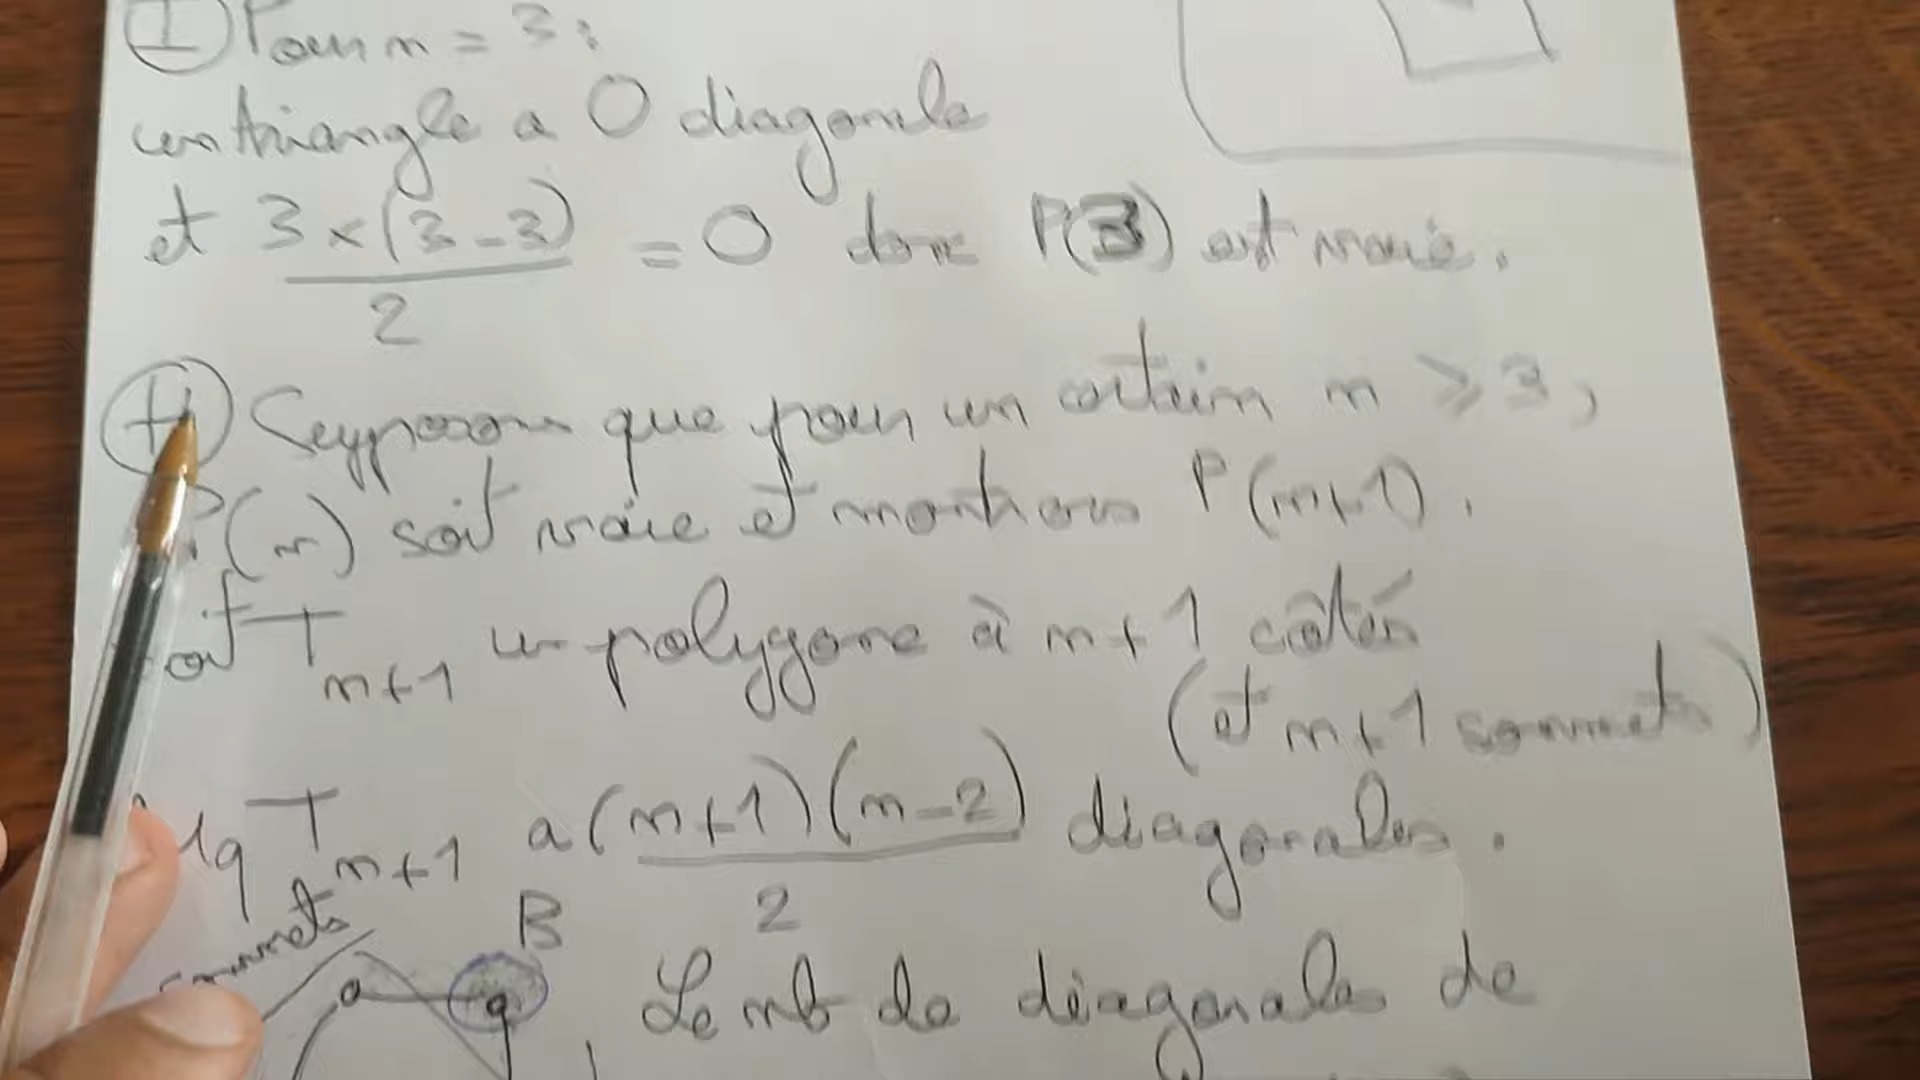 I Pour n = 3 :
un triangle a 0 diagonale
et 3 × (3 - 3) / 2 = 0 donc P(3) est vraie.
H Supposons que pour un certain n ⩾ 3,
P(n) soit vraie et montrons P(n+1).
Soit T n+1 un polygone à n+1 côtés
(et n+1 sommets)
Mq T n+1 a (n+1)(n-2) / 2 diagonales.
sommets
B
a
q
Le nb de diagonales de